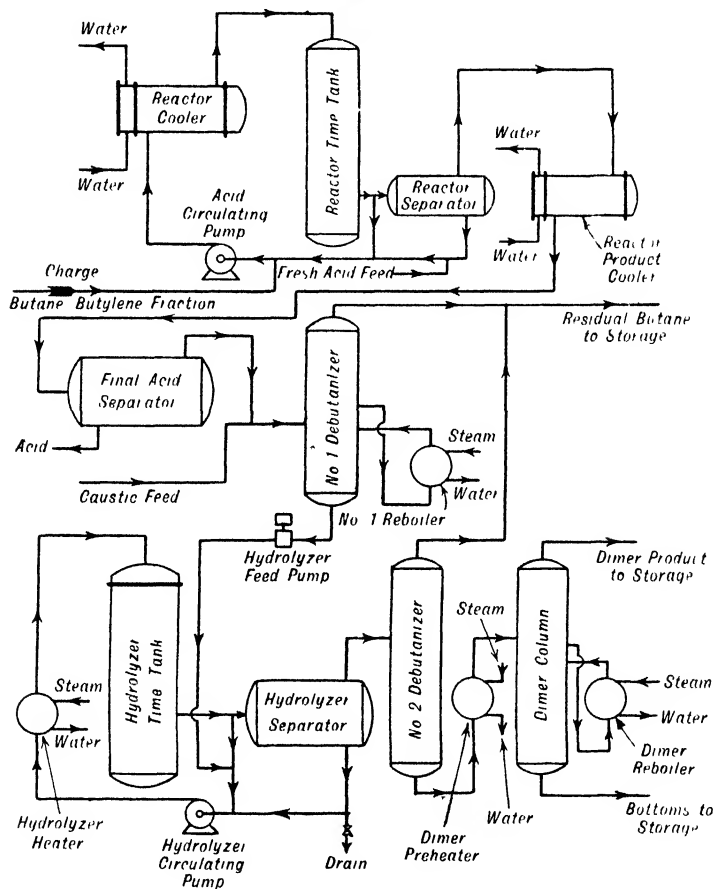 Water
Reactor
Cooler
Water
Reactor Time Tank
Acid
Circulating
Pump
Reactor
Separator
Water
Water
Product
Cooler
Fresh Acid Feed
Charge
Butane Butylene Fraction
Residual Butane
to Storage
Final Acid
Separator
Acid
Caustic Feed
No 1 Debutanizer
Steam
Water
No 1 Reboiler
Hydrolyzer
Feed Pump
Dimer Product
to Storage
Hydrolyzer
Time Tank
Steam
Water
Hydrolyzer
Heater
Hydrolyzer
Separator
Hydrolyzer
Circulating
Pump
Drain
No 2 Debutanizer
Steam
Dimer
Preheater
Water
Dimer Column
Steam
Water
Dimer
Reboiler
Bottoms to
Storage